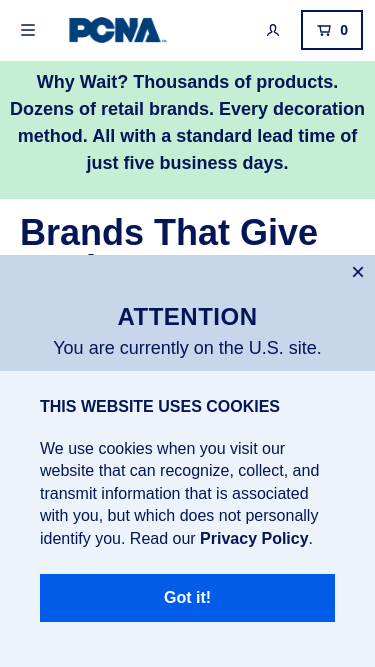 PCNA
0
Why Wait? Thousands of products.
Dozens of retail brands. Every decoration
method. All with a standard lead time of
just five business days.
Brands That Give
ATTENTION
You are currently on the U.S. site.
THIS WEBSITE USES COOKIES
We use cookies when you visit our
website that can recognize, collect, and
transmit information that is associated
with you, but which does not personally
identify you. Read our Privacy Policy.
Got it!